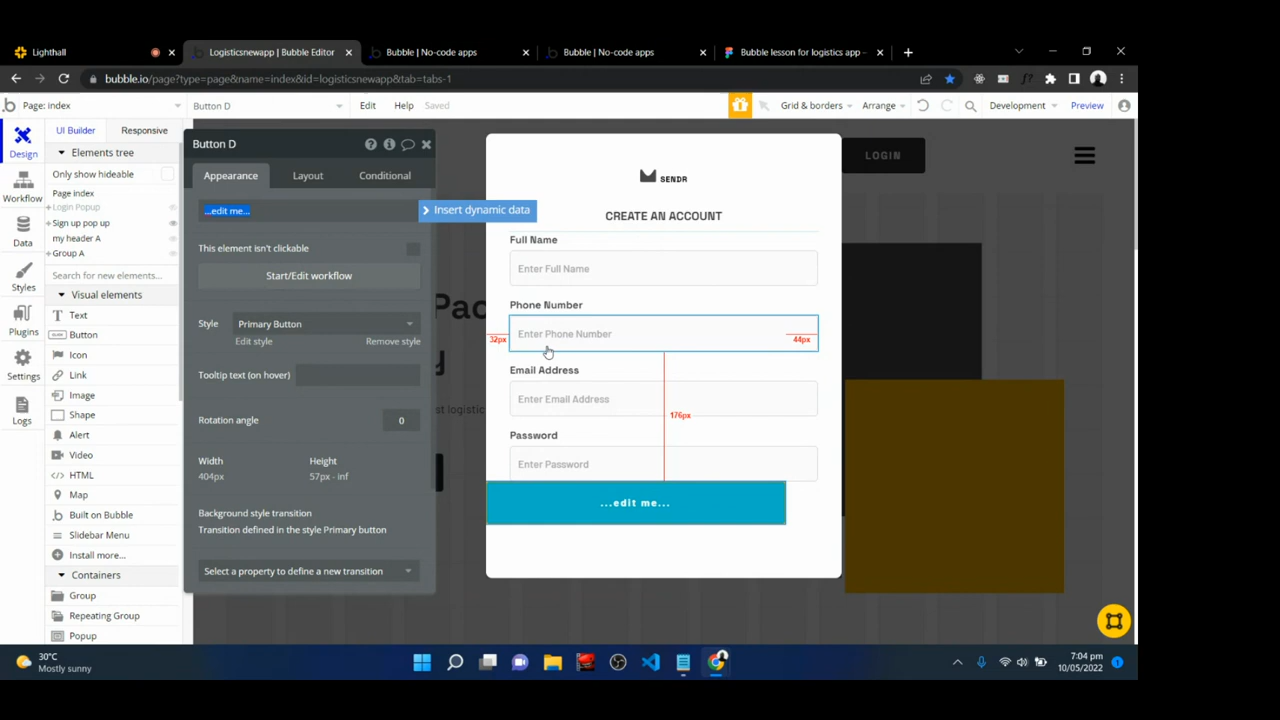 Lighthall
Logisticsnewapp | Bubble Editor
Bubble | No-code apps
Bubble | No-code apps
Bubble lesson for logistics app –
bubble.io/page?type=page&name=index&id=logisticsnewapp&tab=tabs-1
Page: index
Button D
Edit
Help
Saved
Grid & borders
Arrange
Development
Preview
Design
Workflow
Data
Styles
Plugins
Settings
Logs
UI Builder
Responsive
Elements tree
Only show hideable
Page index
Login Popup
Sign up pop up
my header A
Group A
Search for new elements...
Visual elements
Text
Button
Icon
Link
Image
Shape
Alert
Video
HTML
Map
Built on Bubble
Slidebar Menu
Install more...
Containers
Group
Repeating Group
Popup
Button D
Appearance
Layout
Conditional
...edit me...
Insert dynamic data
This element isn't clickable
Start/Edit workflow
Style
Primary Button
Edit style
Remove style
Tooltip text (on hover)
Rotation angle
0
Width
Height
404px
57px - inf
Background style transition
Transition defined in the style Primary button
Select a property to define a new transition
LOGIN
SENDR
CREATE AN ACCOUNT
Full Name
Enter Full Name
Phone Number
Enter Phone Number
32px
44px
Email Address
Enter Email Address
176px
Password
Enter Password
...edit me...
30°C
Mostly sunny
7:04 pm
10/05/2022
1